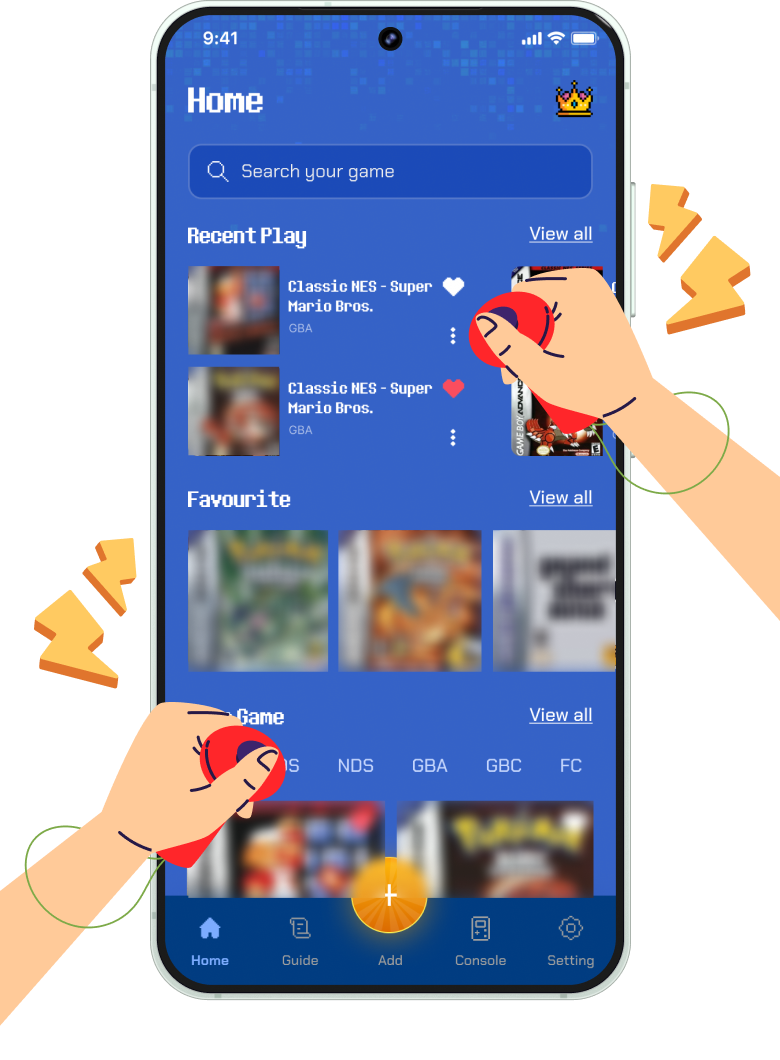 9:41
Home
Search your game
Recent Play
View all
Classic NES - Super
Mario Bros.
GBA
Classic NES - Super
Mario Bros.
GBA
GAME BOY ADVANCE
E
Favourite
View all
Game
View all
NDS
GBA
GBC
FC
+
Home
Guide
Add
Console
Setting